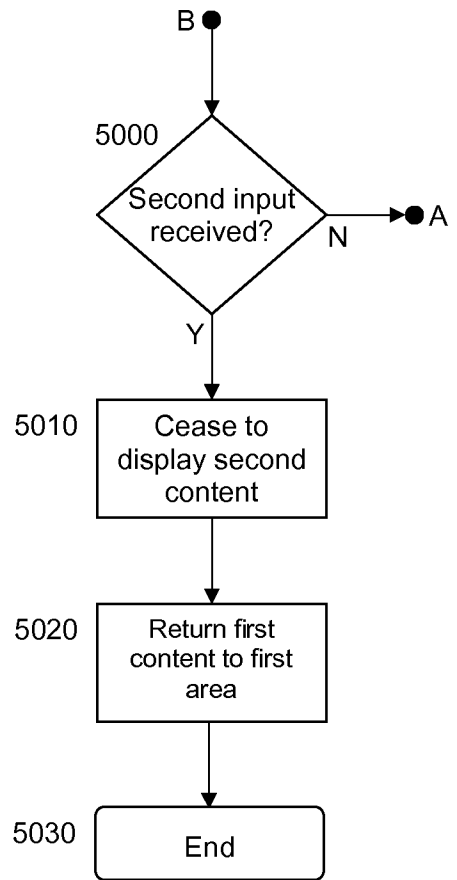 B
5000
Second input
received?
N
A
Y
5010
Cease to
display second
content
5020
Return first
content to first
area
5030
End